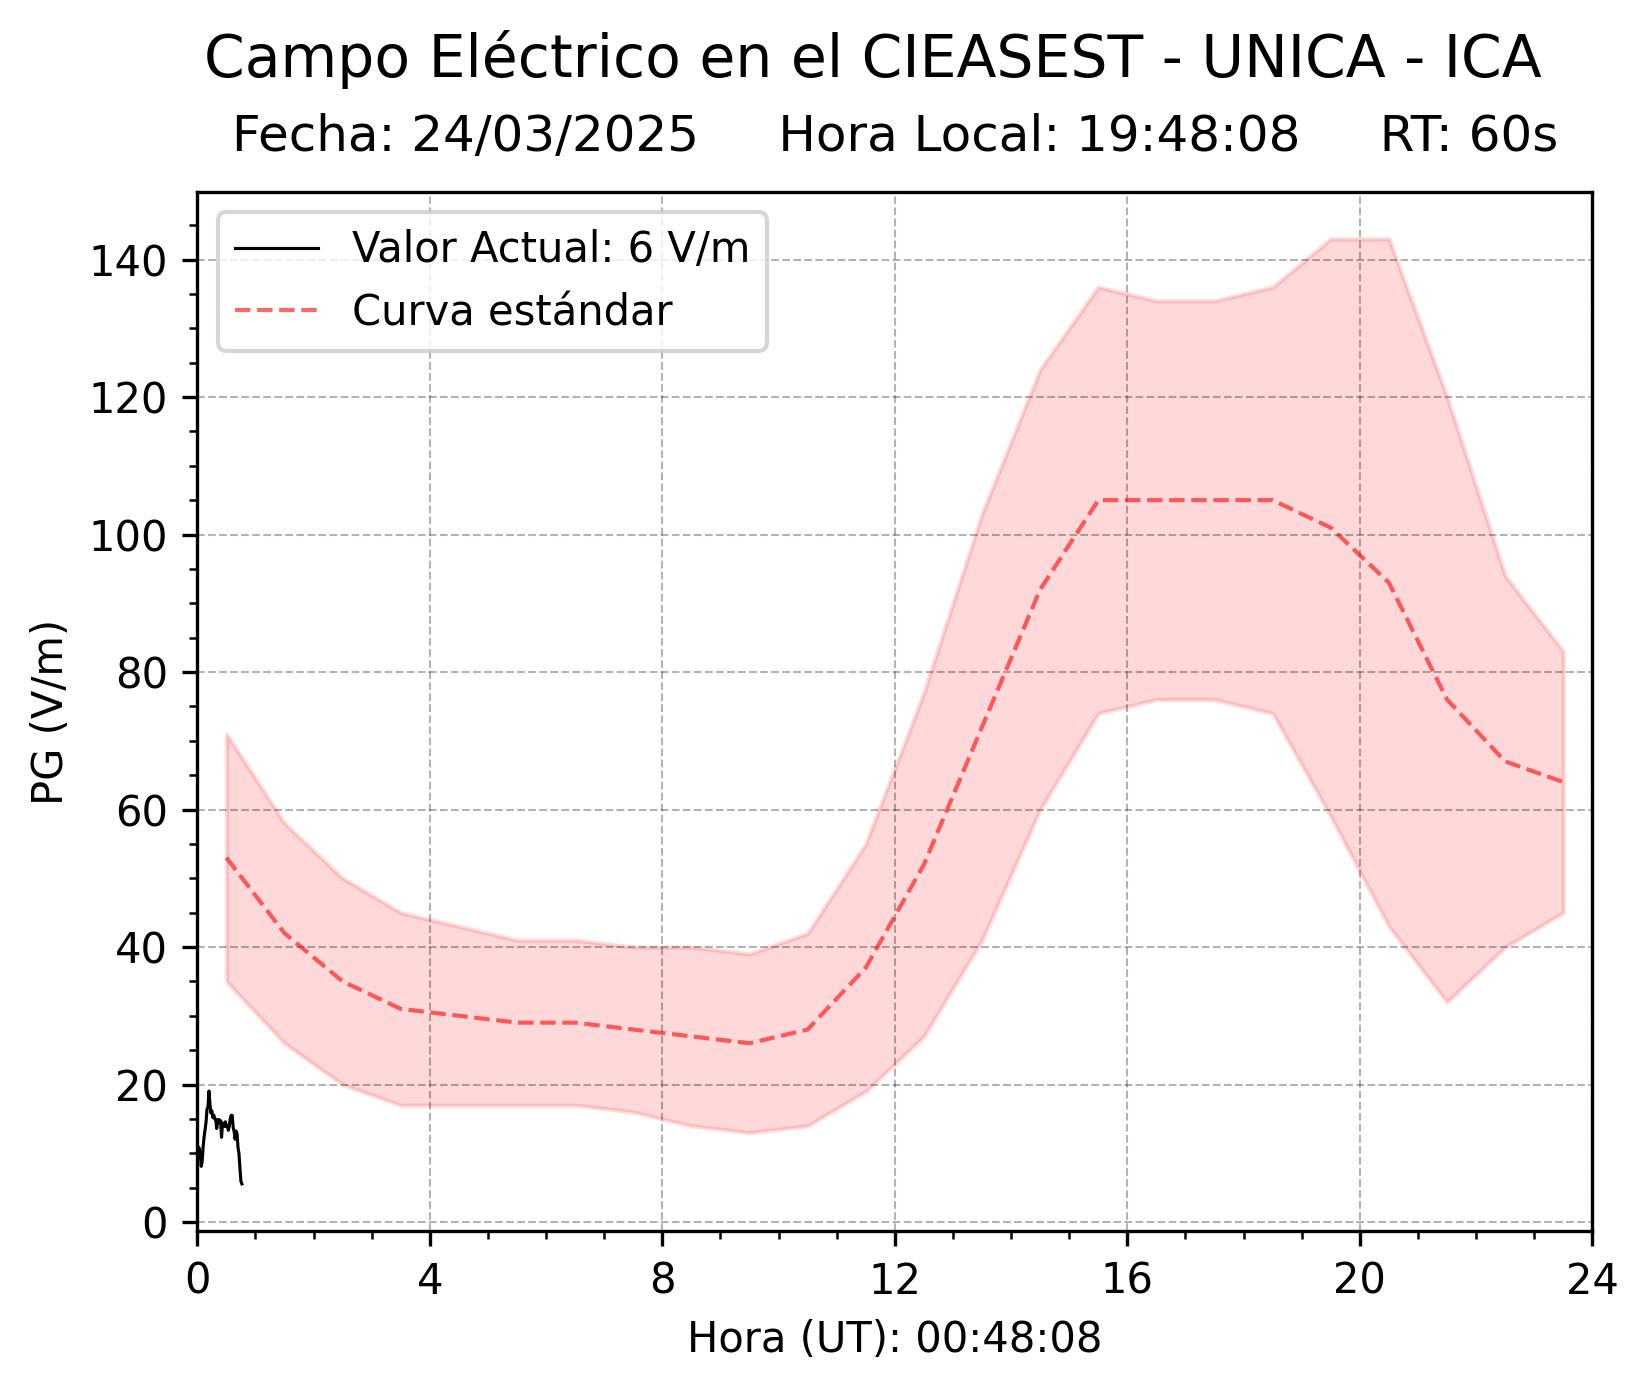 Campo Eléctrico en el CIEASEST - UNICA - ICA
Fecha: 24/03/2025 Hora Local: 19:48:08 RT: 60s
Valor Actual: 6 V/m
Curva estándar
140
120
100
80
60
40
20
0
PG (V/m)
0 4 8 12 16 20 24
Hora (UT): 00:48:08